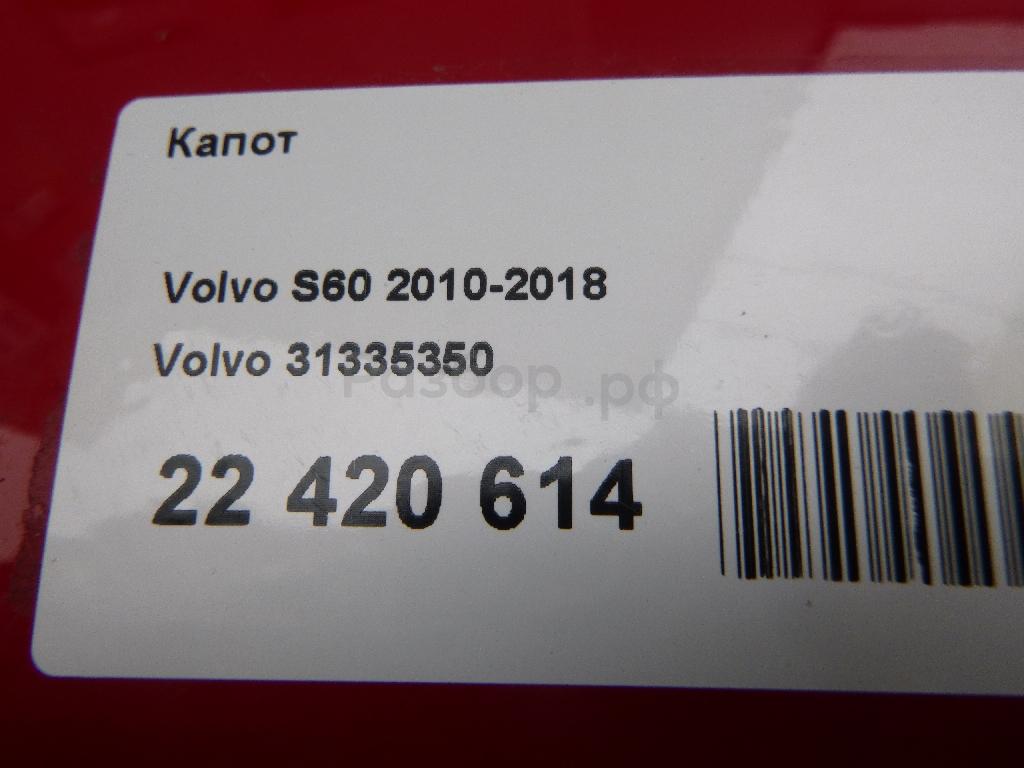 Капот
Volvo S60 2010-2018
Volvo 31335350
Разбор.рф
22 420 614